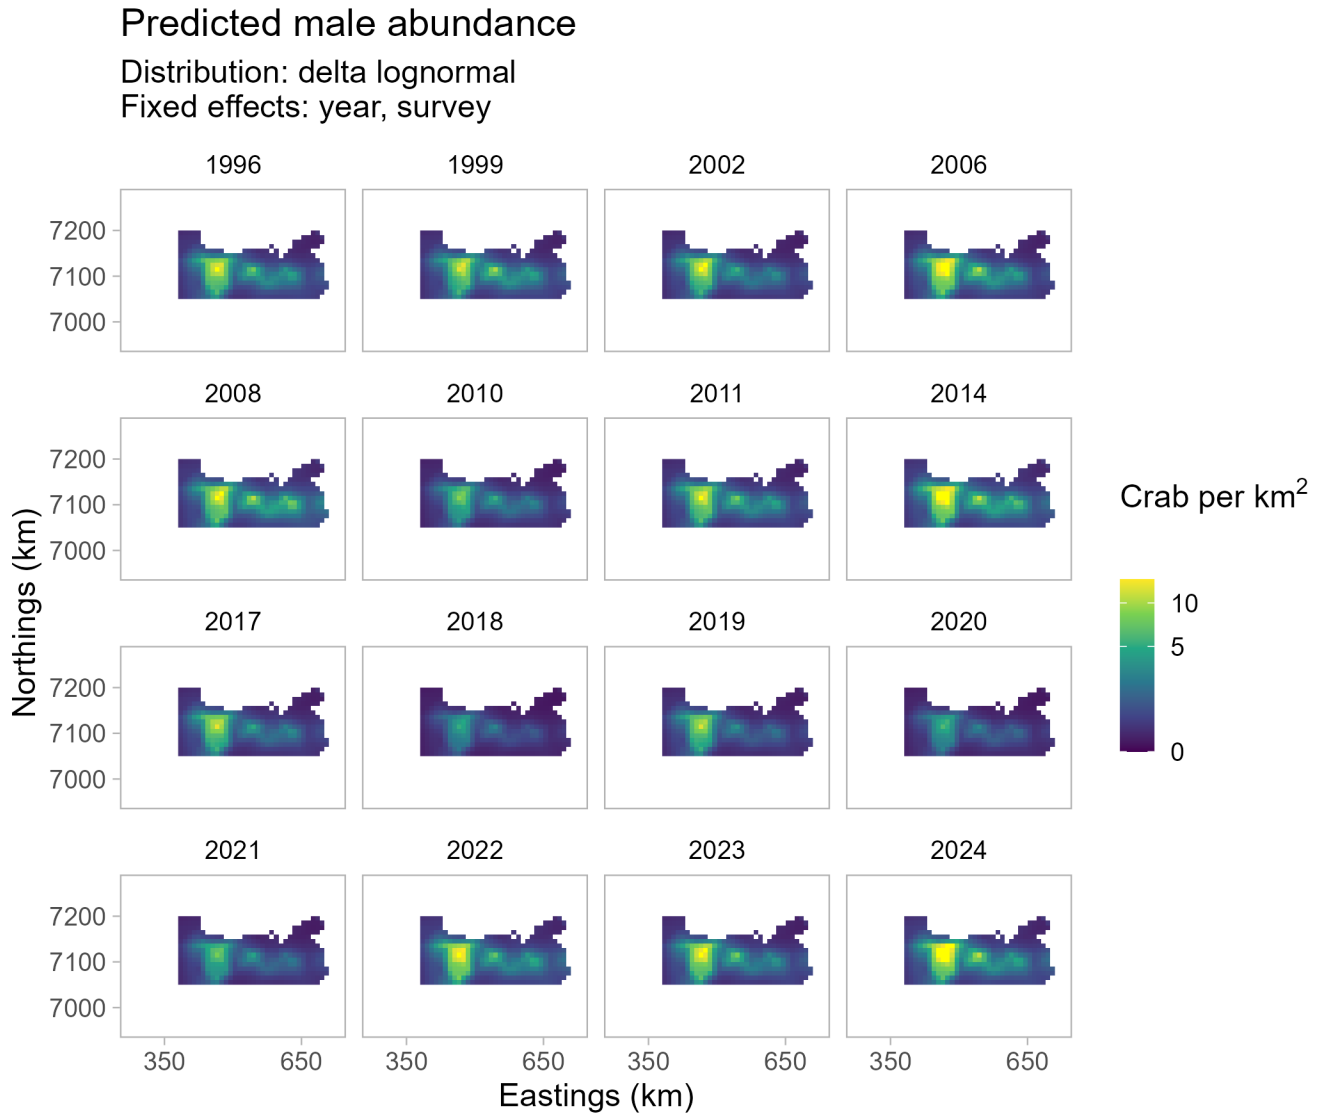 Predicted male abundance
Distribution: delta lognormal
Fixed effects: year, survey
1996 1999 2002 2006
7200
7100
7000
2008 2010 2011 2014
7200
7100
7000
2017 2018 2019 2020
7200
7100
7000
2021 2022 2023 2024
7200
7100
7000
350 650 350 650 350 650 350 650
Eastings (km)
Northings (km)
Crab per km²
10
5
0